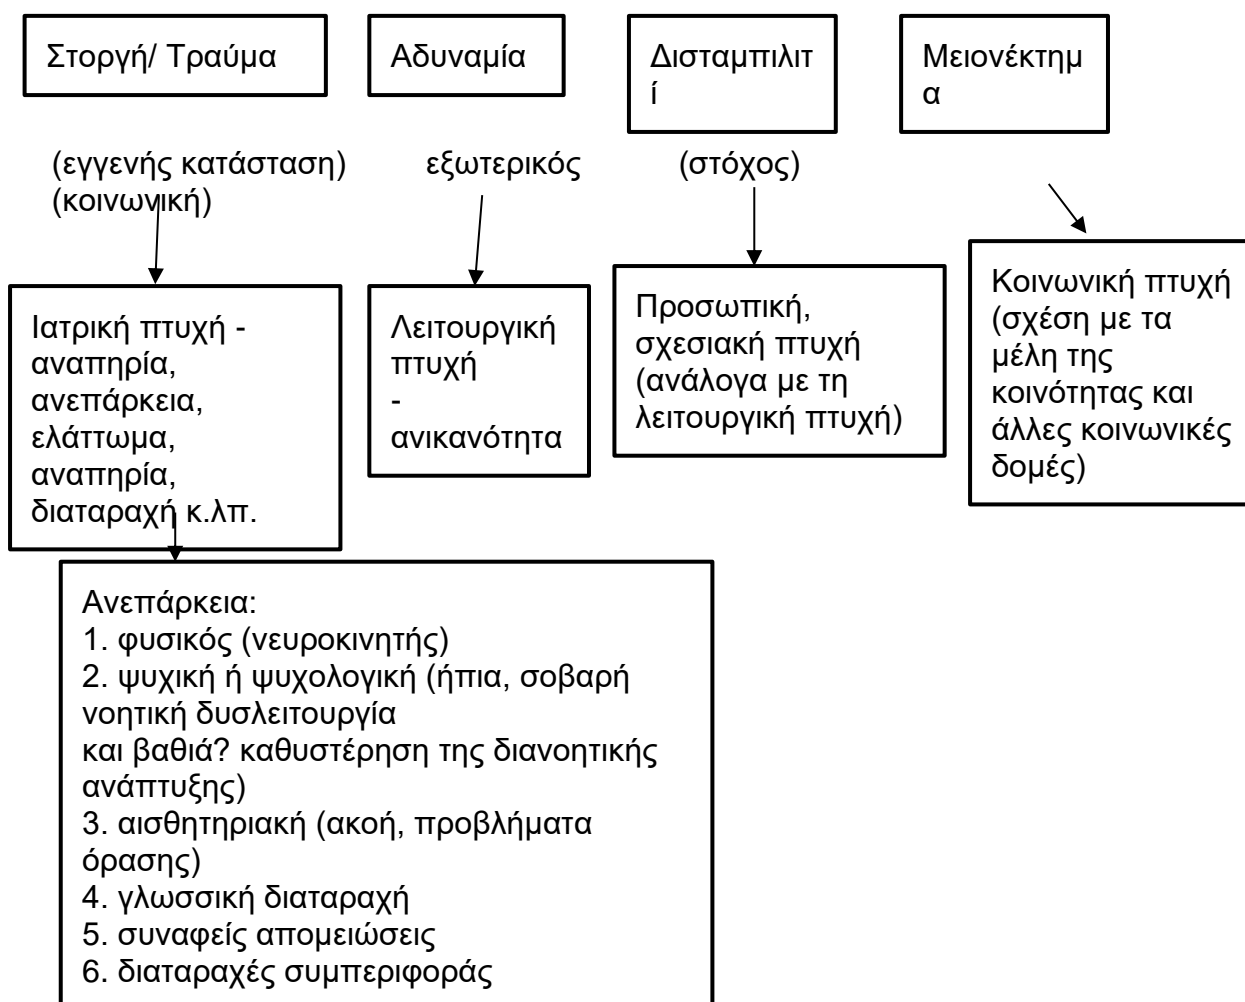 Στοργή/ Τραύμα
Αδυναμία
Δισταμπιλιτ
ί
Μειονέκτημ
α
(εγγενής κατάσταση)
(κοινωνική)
εξωτερικός
(στόχος)
Ιατρική πτυχή -
αναπηρία,
ανεπάρκεια,
ελάττωμα,
αναπηρία,
διαταραχή κ.λπ.
Λειτουργική
πτυχή
-
ανικανότητα
Προσωπική,
σχεσιακή πτυχή
(ανάλογα με τη
λειτουργική πτυχή)
Κοινωνική πτυχή
(σχέση με τα
μέλη της
κοινότητας και
άλλες κοινωνικές
δομές)
Ανεπάρκεια:
1. φυσικός (νευροκινητής)
2. ψυχική ή ψυχολογική (ήπια, σοβαρή
νοητική δυσλειτουργία
και βαθιά? καθυστέρηση της διανοητικής
ανάπτυξης)
3. αισθητηριακή (ακοή, προβλήματα
όρασης)
4. γλωσσική διαταραχή
5. συναφείς απομειώσεις
6. διαταραχές συμπεριφοράς